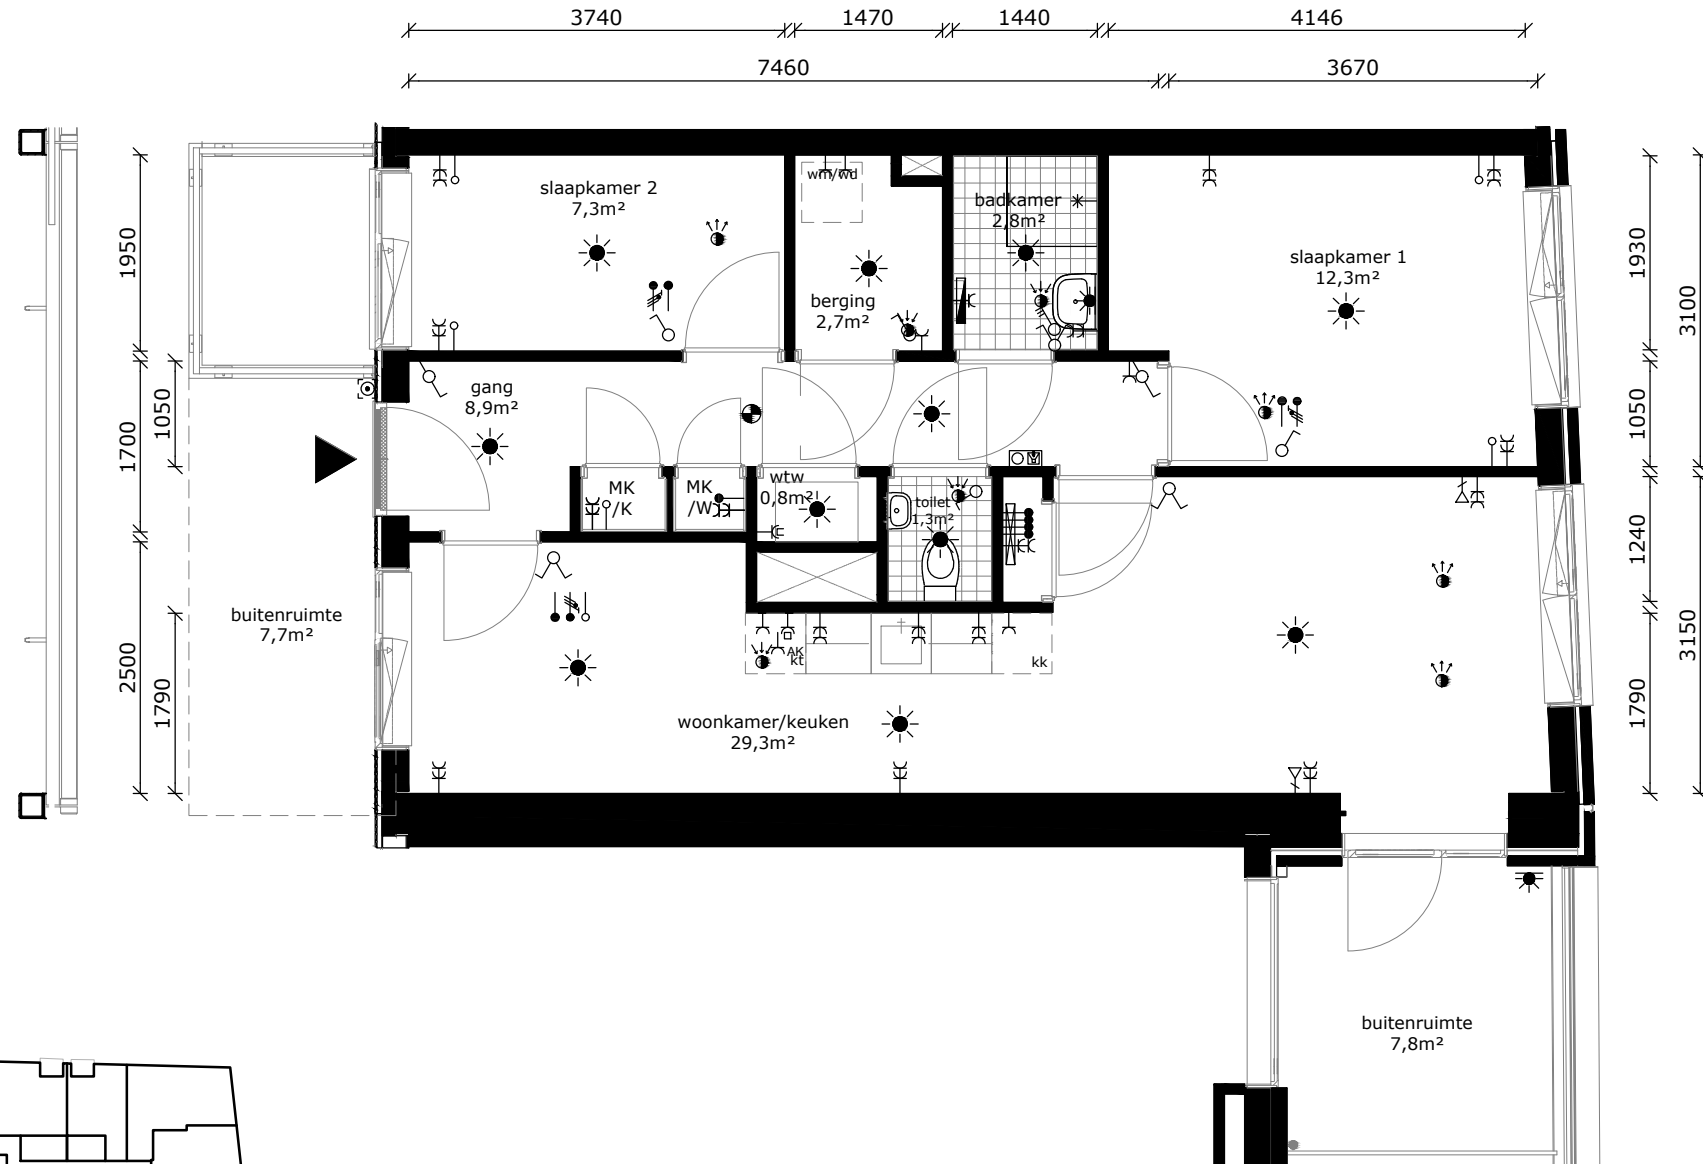 3740
1470
1440
4146
7460
3670
slaapkamer 2
7,3m²
wm/wd
badkamer
2,8m²
slaapkamer 1
12,3m²
berging
2,7m²
1950
1930
3100
gang
8,9m²
1050
1700
1050
MK
/K
MK
/W
wtw
0,8m²
toilet
1,3m²
1240
buitenruimte
7,7m²
2500
1790
AK
kt
kk
woonkamer/keuken
29,3m²
1790
3150
buitenruimte
7,8m²